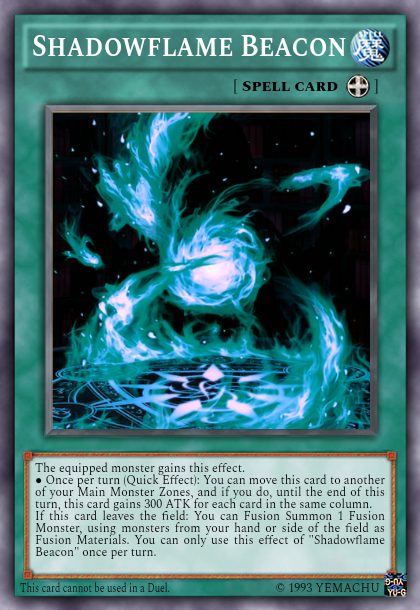 SHADOWFLAME BEACON 魔
[ SPELL CARD ]
The equipped monster gains this effect.
● Once per turn (Quick Effect): You can move this card to another
of your Main Monster Zones, and if you do, until the end of this
turn, this card gains 300 ATK for each card in the same column.
If this card leaves the field: You can Fusion Summon 1 Fusion
Monster, using monsters from your hand or side of the field as
Fusion Materials. You can only use this effect of "Shadowflame
Beacon" once per turn.
This card cannot be used in a Duel.
© 1993 YEMACHU